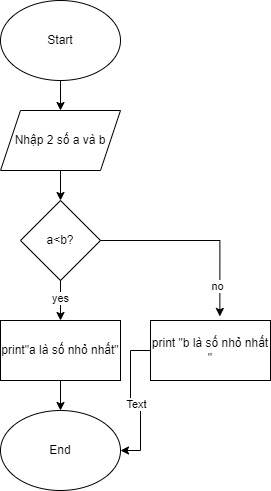 Start
Nhập 2 số a và b
a<b?
yes
no
print"a là số nhỏ nhất"
print "b là số nhỏ nhất
"
Text
End